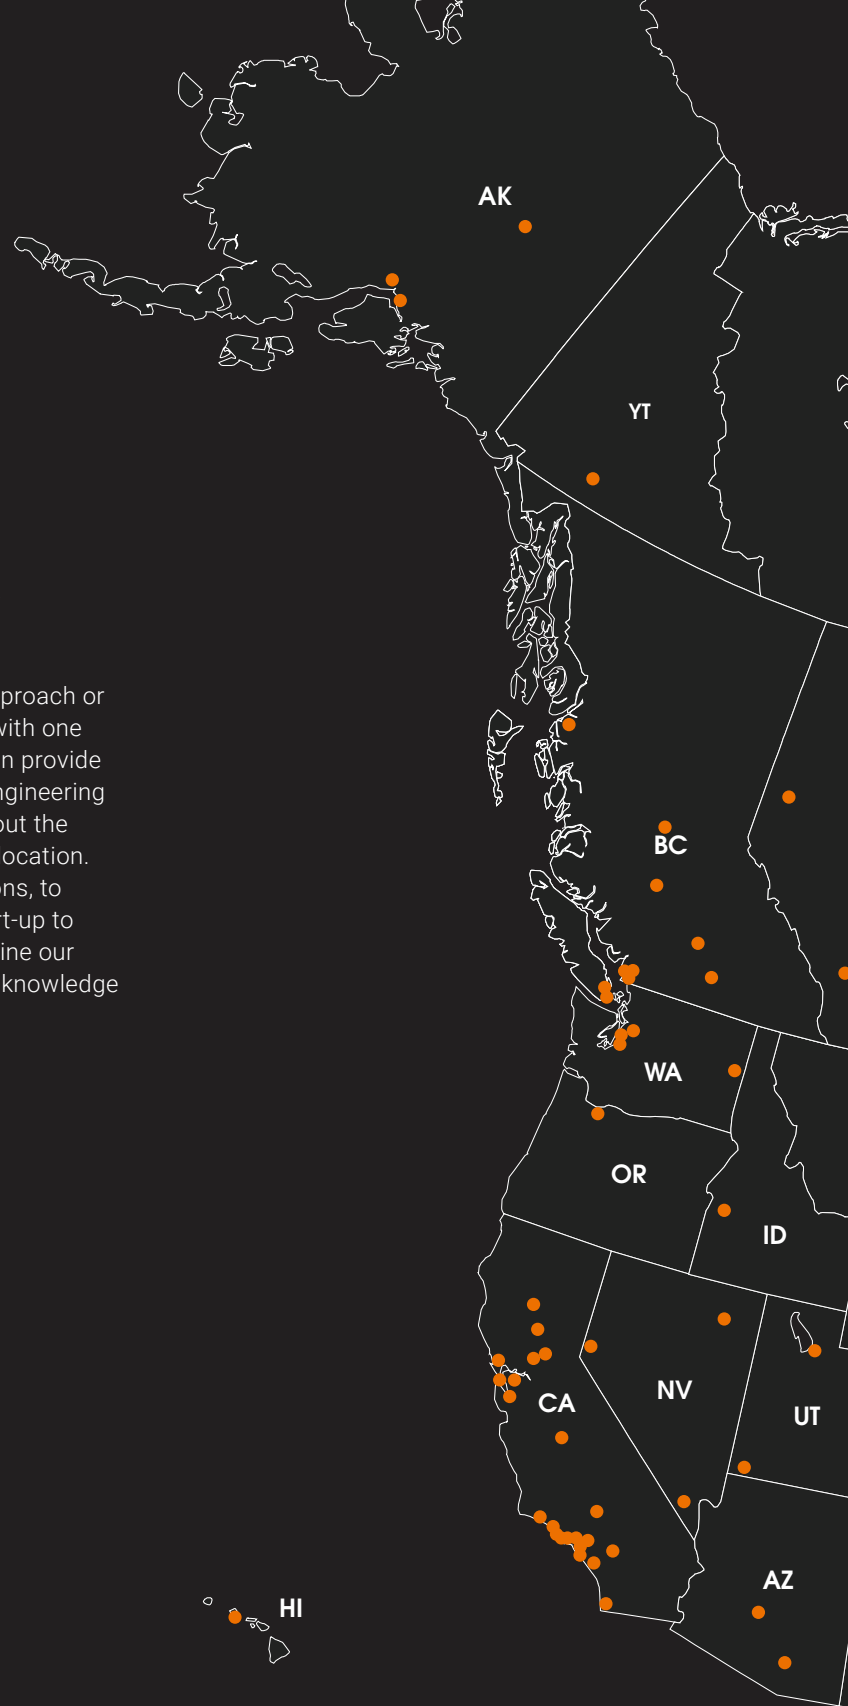 AK
YT
proach or
with one
n provide
ngineering
out the
location.
ons, to
rt-up to
ine our
knowledge
BC
WA
OR
ID
NV
CA
UT
AZ
HI